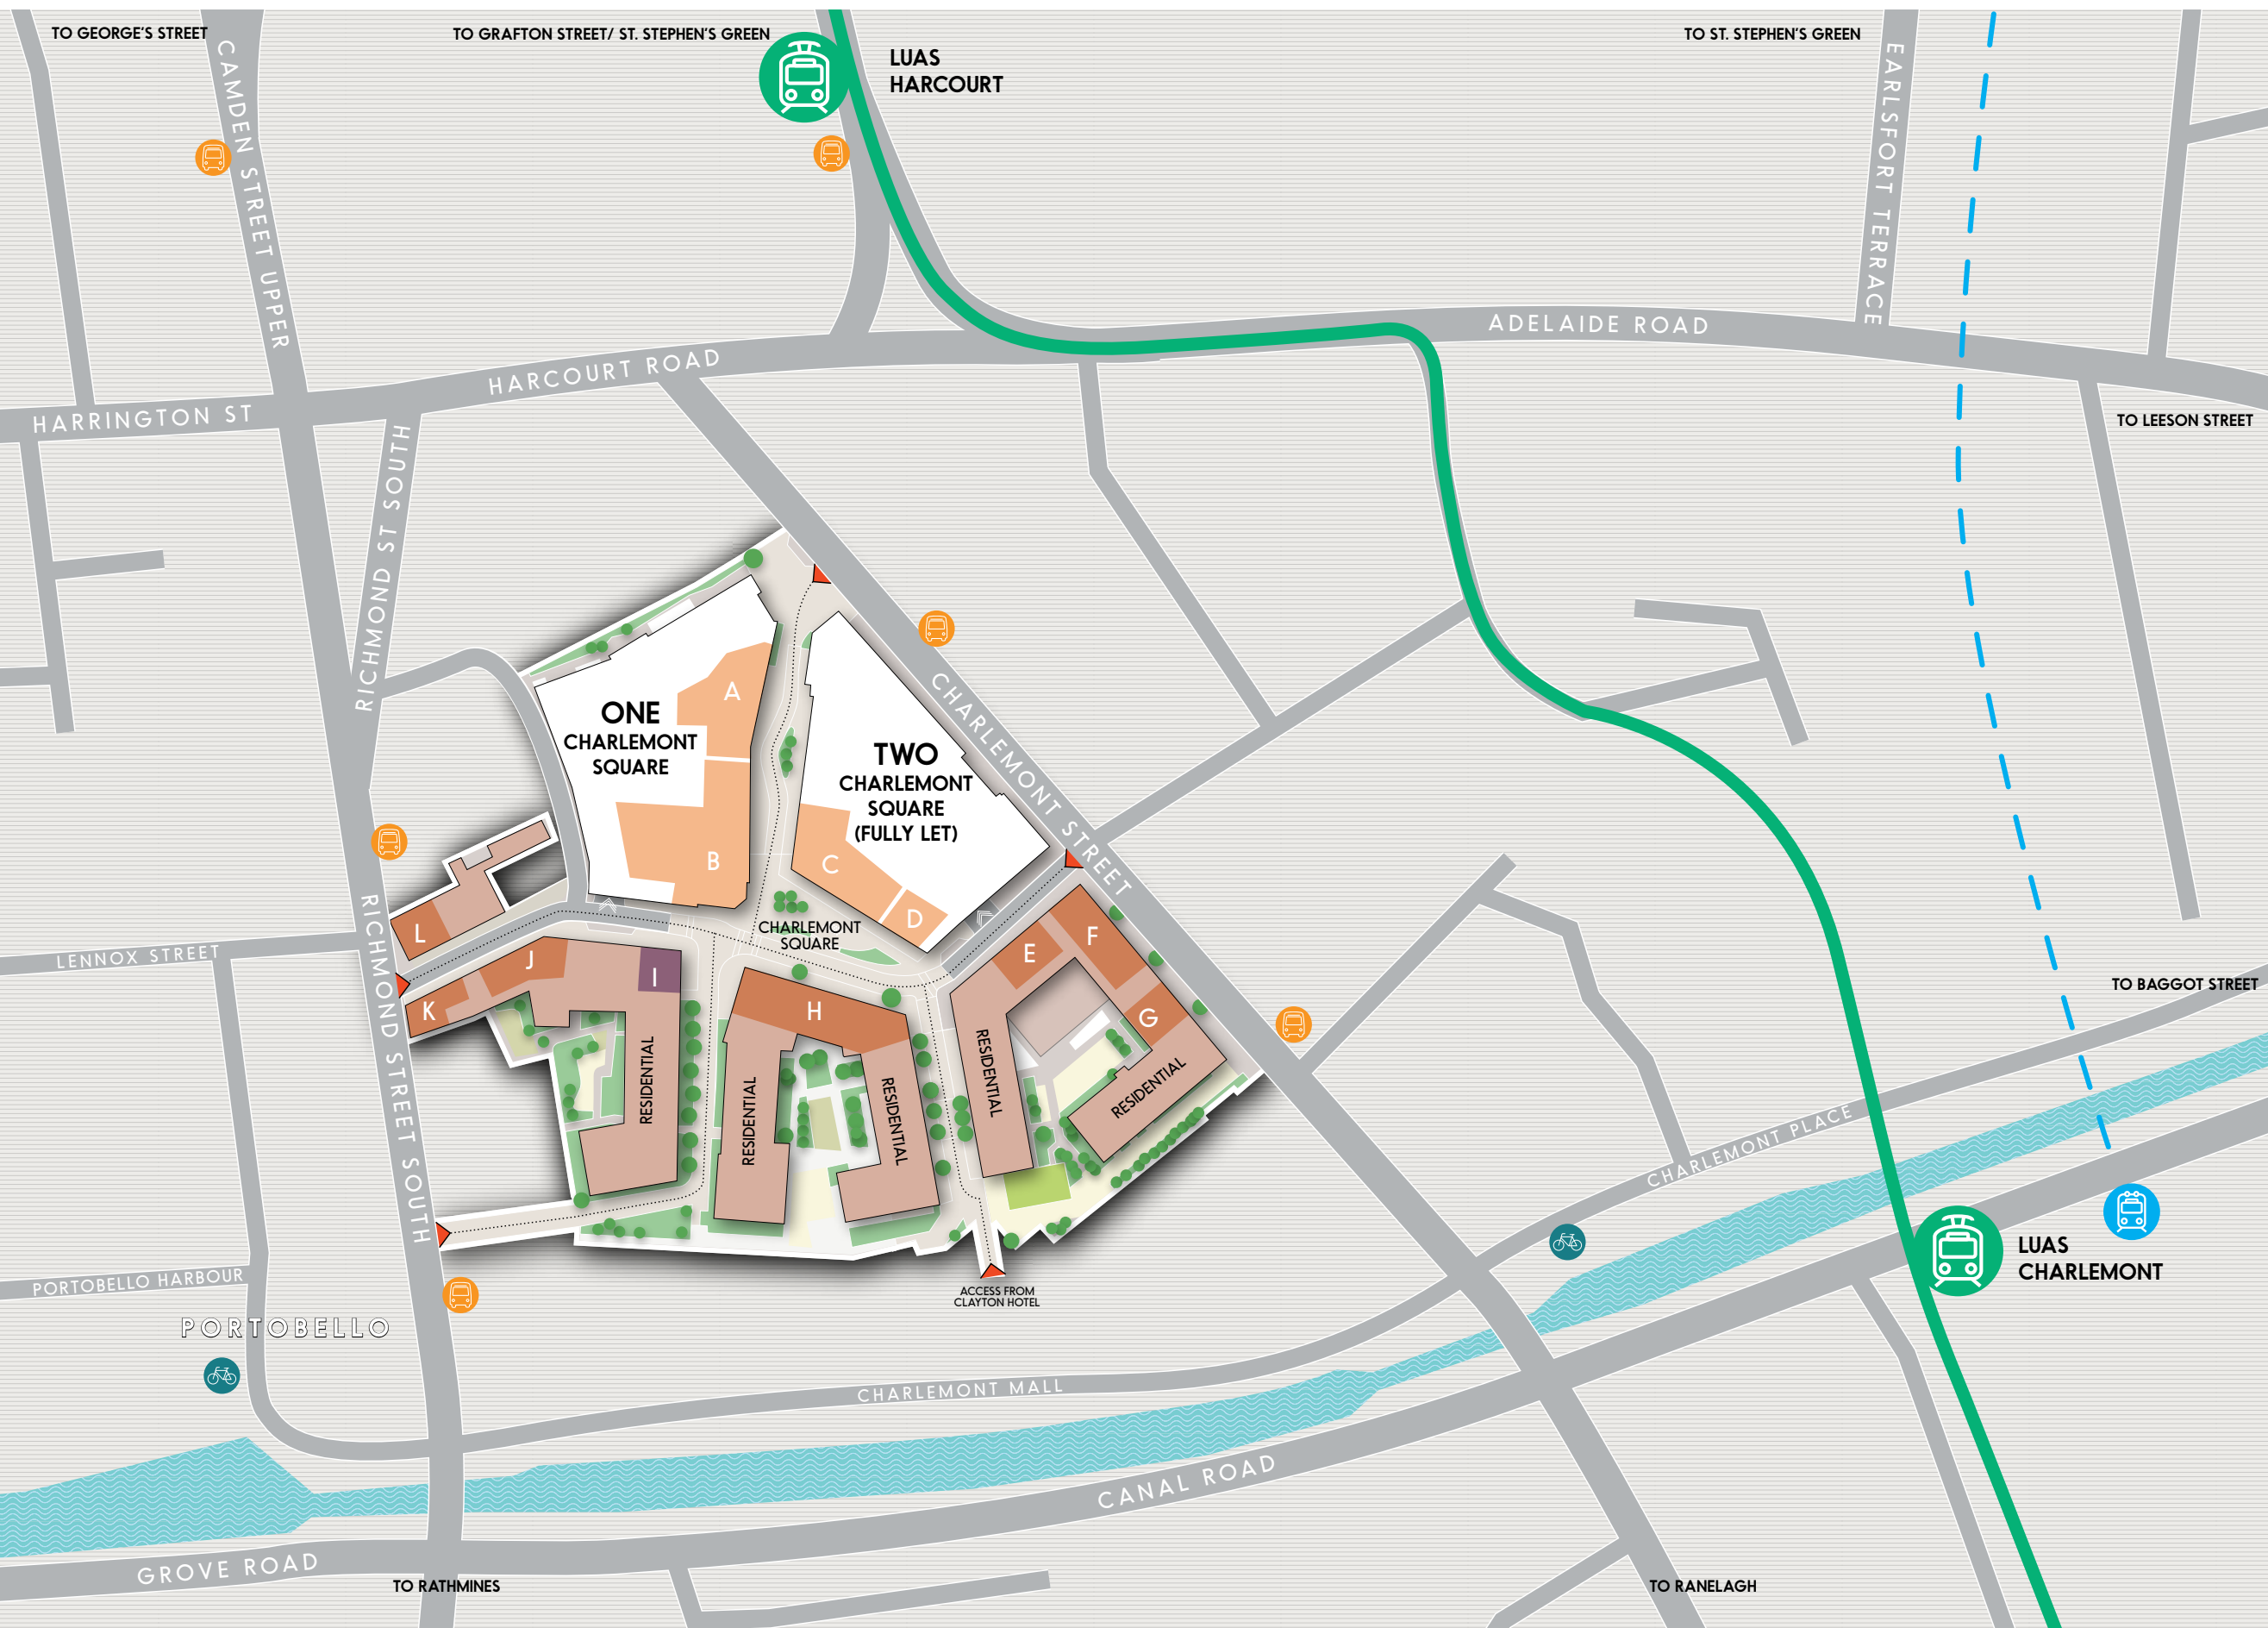 TO GEORGE'S STREET
TO GRAFTON STREET/ ST. STEPHEN'S GREEN
TO ST. STEPHEN'S GREEN
LUAS
HARCOURT
CAMDEN STREET UPPER
EARLSFORT TERRACE
ADELAIDE ROAD
HARCOURT ROAD
HARRINGTON ST
TO LEESON STREET
RICHMOND ST SOUTH
A
ONE
CHARLEMONT
SQUARE
TWO
CHARLEMONT
SQUARE
(FULLY LET)
CHARLEMONT STREET
B
C
D
L
CHARLEMONT
SQUARE
F
E
J
I
H
G
K
LENNOX STREET
RICHMOND STREET SOUTH
TO BAGGOT STREET
RESIDENTIAL
RESIDENTIAL
RESIDENTIAL
RESIDENTIAL
RESIDENTIAL
CHARLEMONT PLACE
LUAS
CHARLEMONT
PORTOBELLO HARBOUR
ACCESS FROM
CLAYTON HOTEL
PORTOBELLO
CHARLEMONT MALL
CANAL ROAD
GROVE ROAD
TO RATHMINES
TO RANELAGH